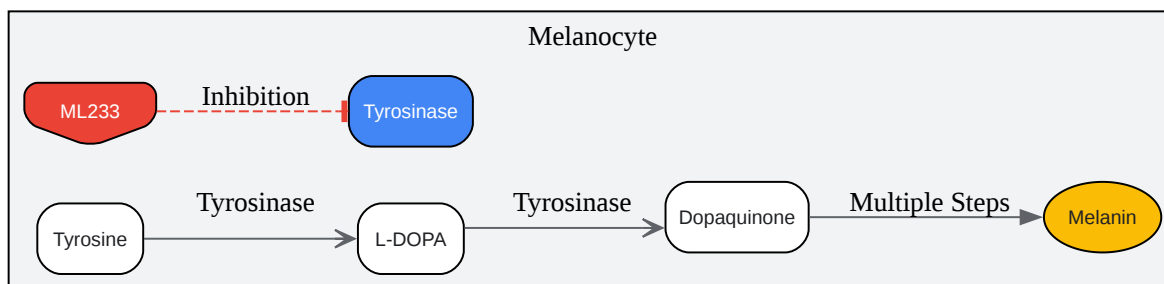 Melanocyte
ML233
Inhibition
Tyrosinase
Tyrosine
Tyrosinase
L-DOPA
Tyrosinase
Dopaquinone
Multiple Steps
Melanin